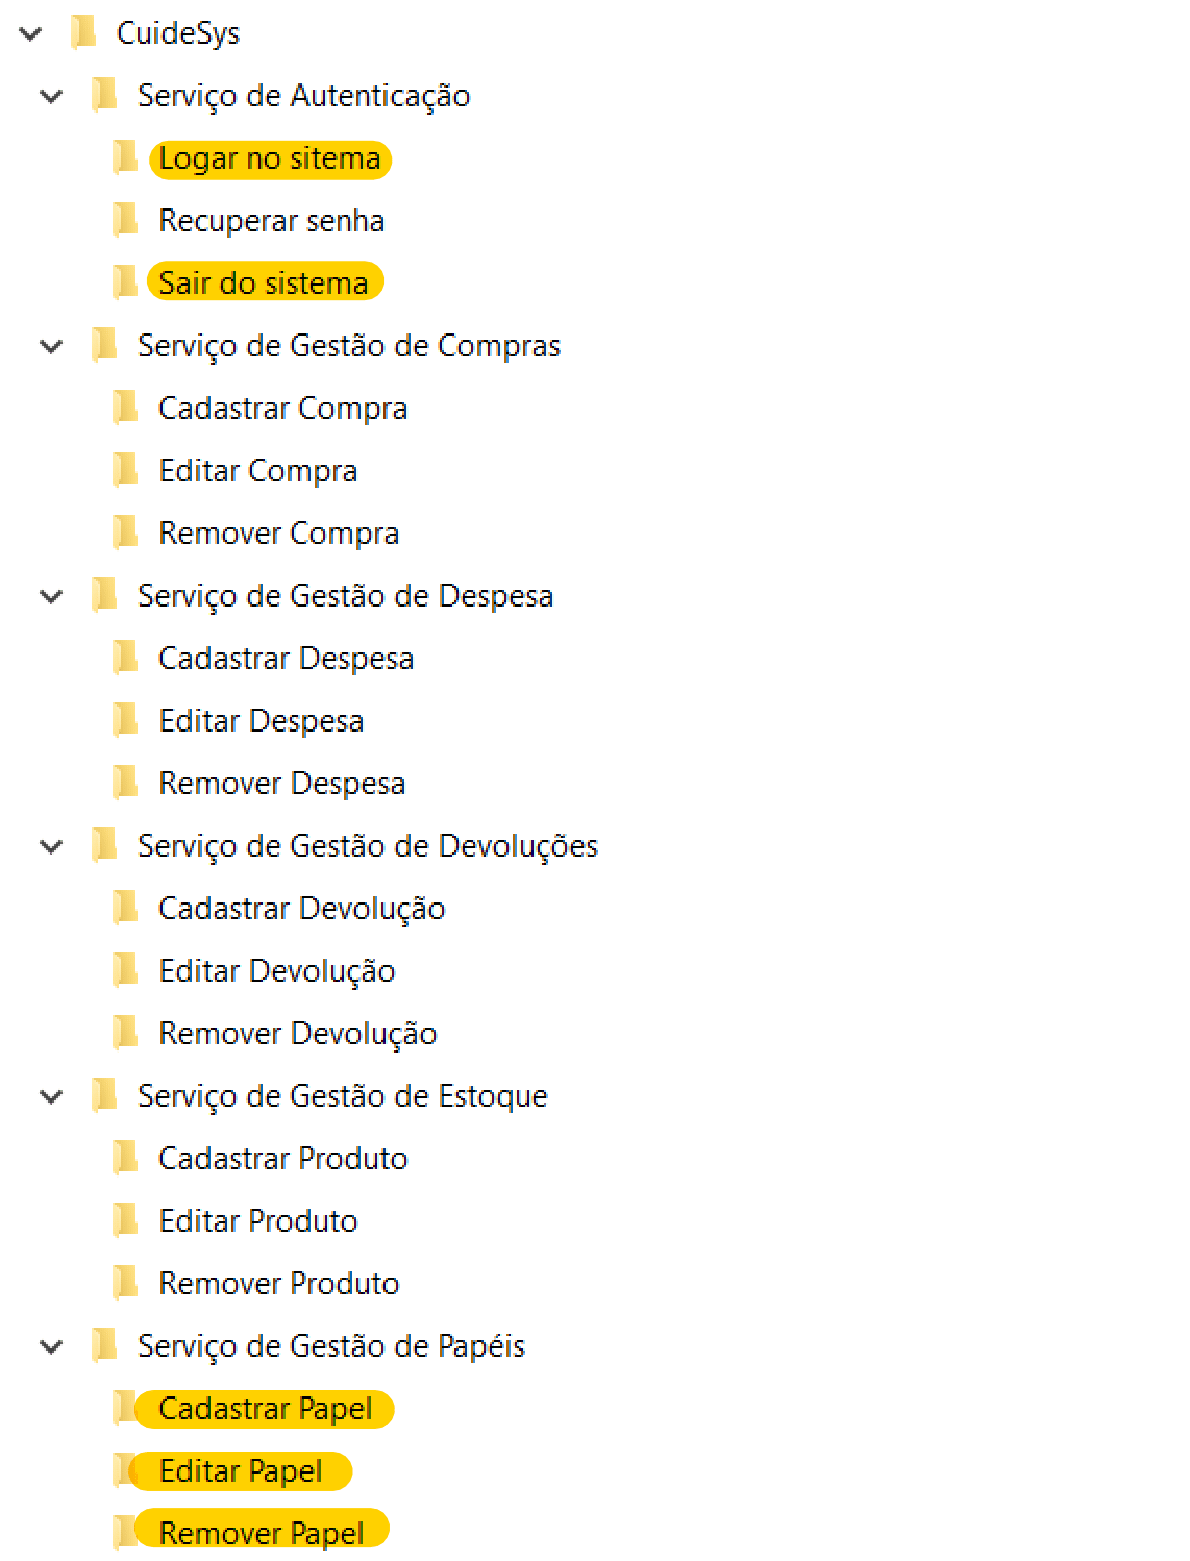 CuideSys
Serviço de Autenticação
Logar no sitema
Recuperar senha
Sair do sistema
Serviço de Gestão de Compras
Cadastrar Compra
Editar Compra
Remover Compra
Serviço de Gestão de Despesa
Cadastrar Despesa
Editar Despesa
Remover Despesa
Serviço de Gestão de Devoluções
Cadastrar Devolução
Editar Devolução
Remover Devolução
Serviço de Gestão de Estoque
Cadastrar Produto
Editar Produto
Remover Produto
Serviço de Gestão de Papéis
Cadastrar Papel
Editar Papel
Remover Papel